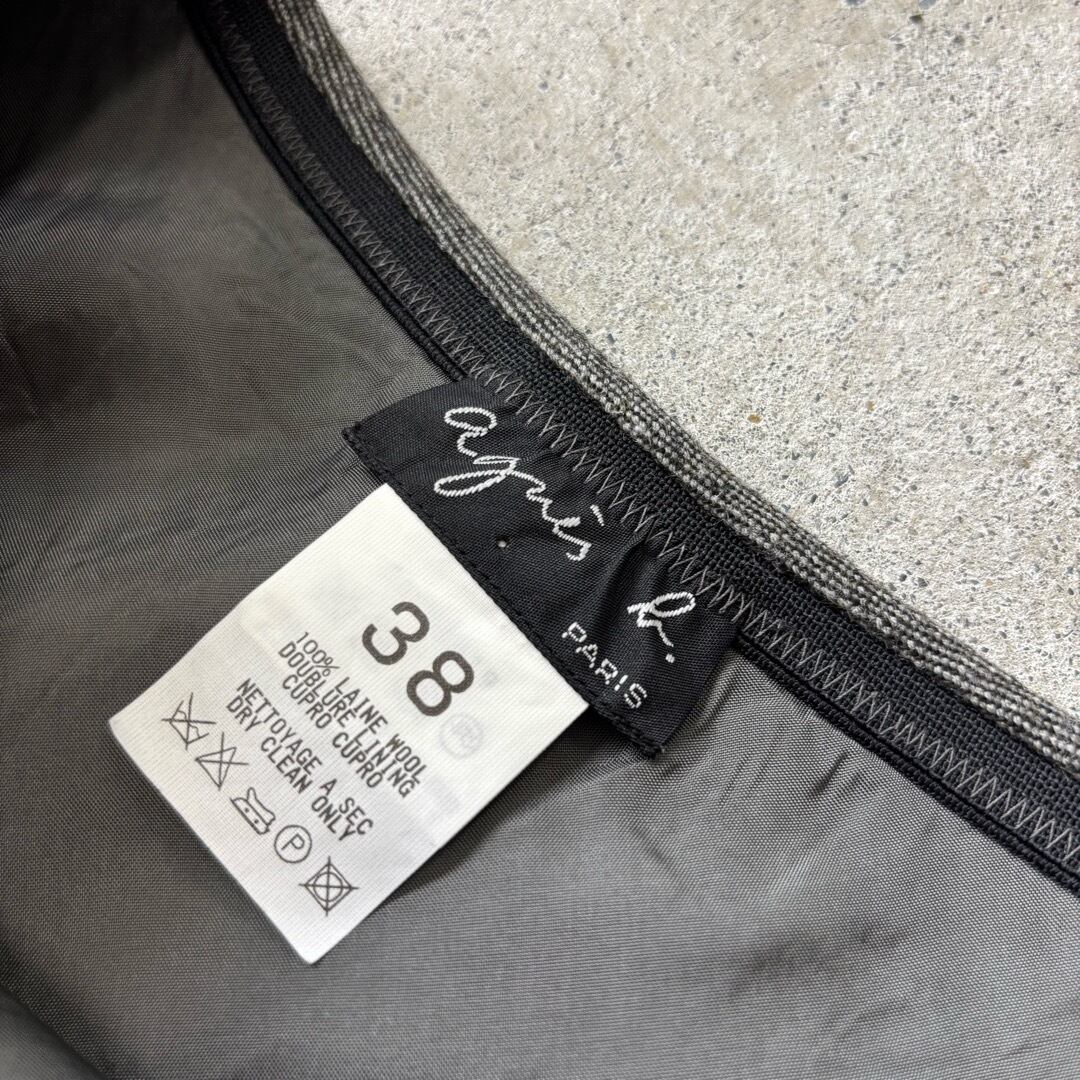 agnès b.
PARIS
38
100% LAINE WOOL
DOUBLURE LINING
CUPRO CUPRO
NETTOYAGE A SEC
DRY CLEAN ONLY
P